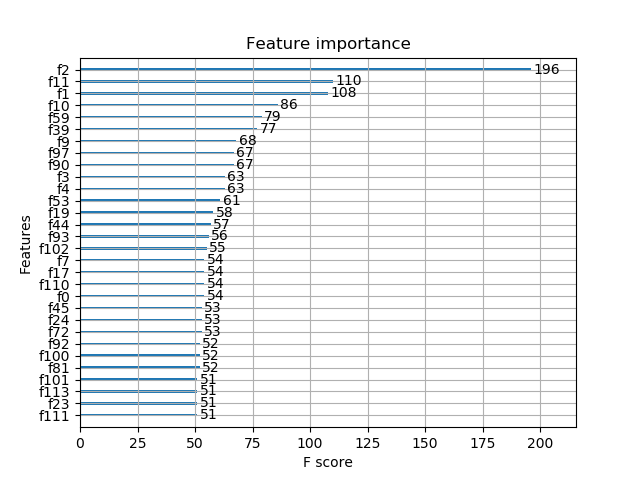 Feature importance
f2 196
f11 110
f1 108
f10 86
f59 79
f39 77
f9 68
f97 67
f90 67
f3 63
f4 63
f53 61
f19 58
f44 57
f93 56
f102 55
f7 54
f17 54
f110 54
f0 54
f45 53
f24 53
f72 53
f92 52
f100 52
f81 52
f101 51
f113 51
f23 51
f111 51
Features
0 25 50 75 100 125 150 175 200
F score